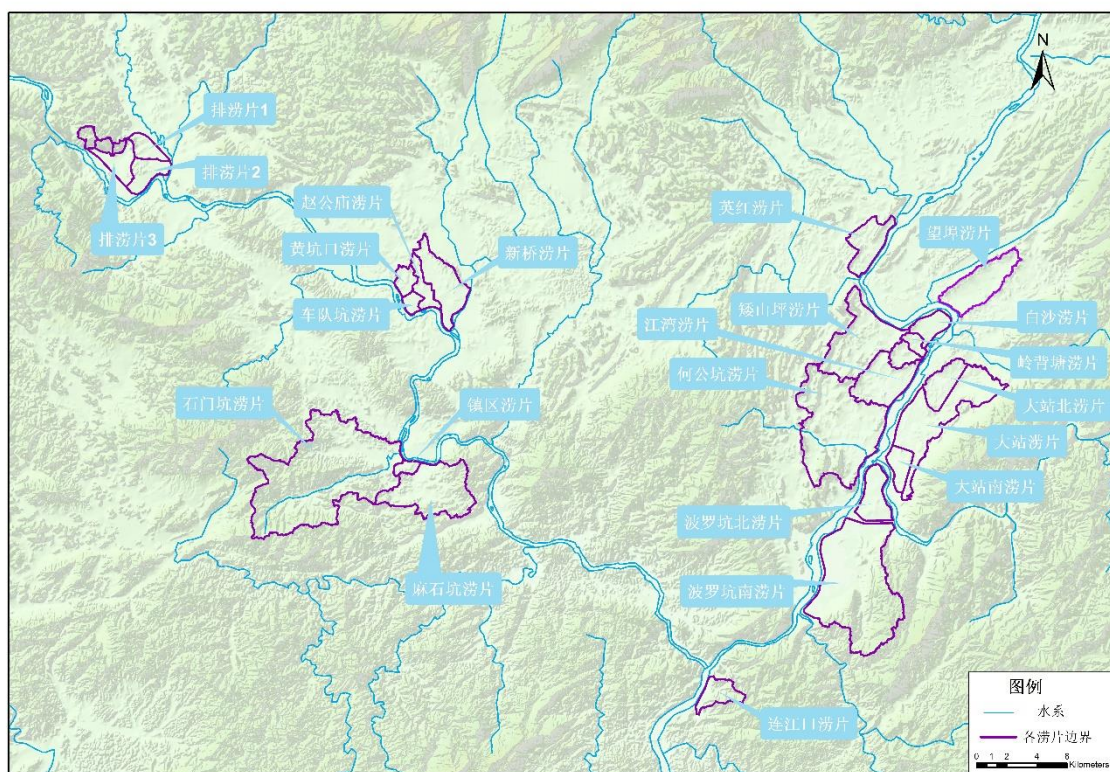 N
排涝片1
排涝片2
排涝片3
赵公庙涝片
黄坑口涝片
新桥涝片
车队坑涝片
英红涝片
望埠涝片
矮山坪涝片
江湾涝片
白沙涝片
岭背塘涝片
何公坑涝片
大站北涝片
大站涝片
大站南涝片
石门坑涝片
镇区涝片
波罗坑北涝片
麻石坑涝片
波罗坑南涝片
连江口涝片
图例
水系
各涝片边界
0 1 2 4 6
Kilometers